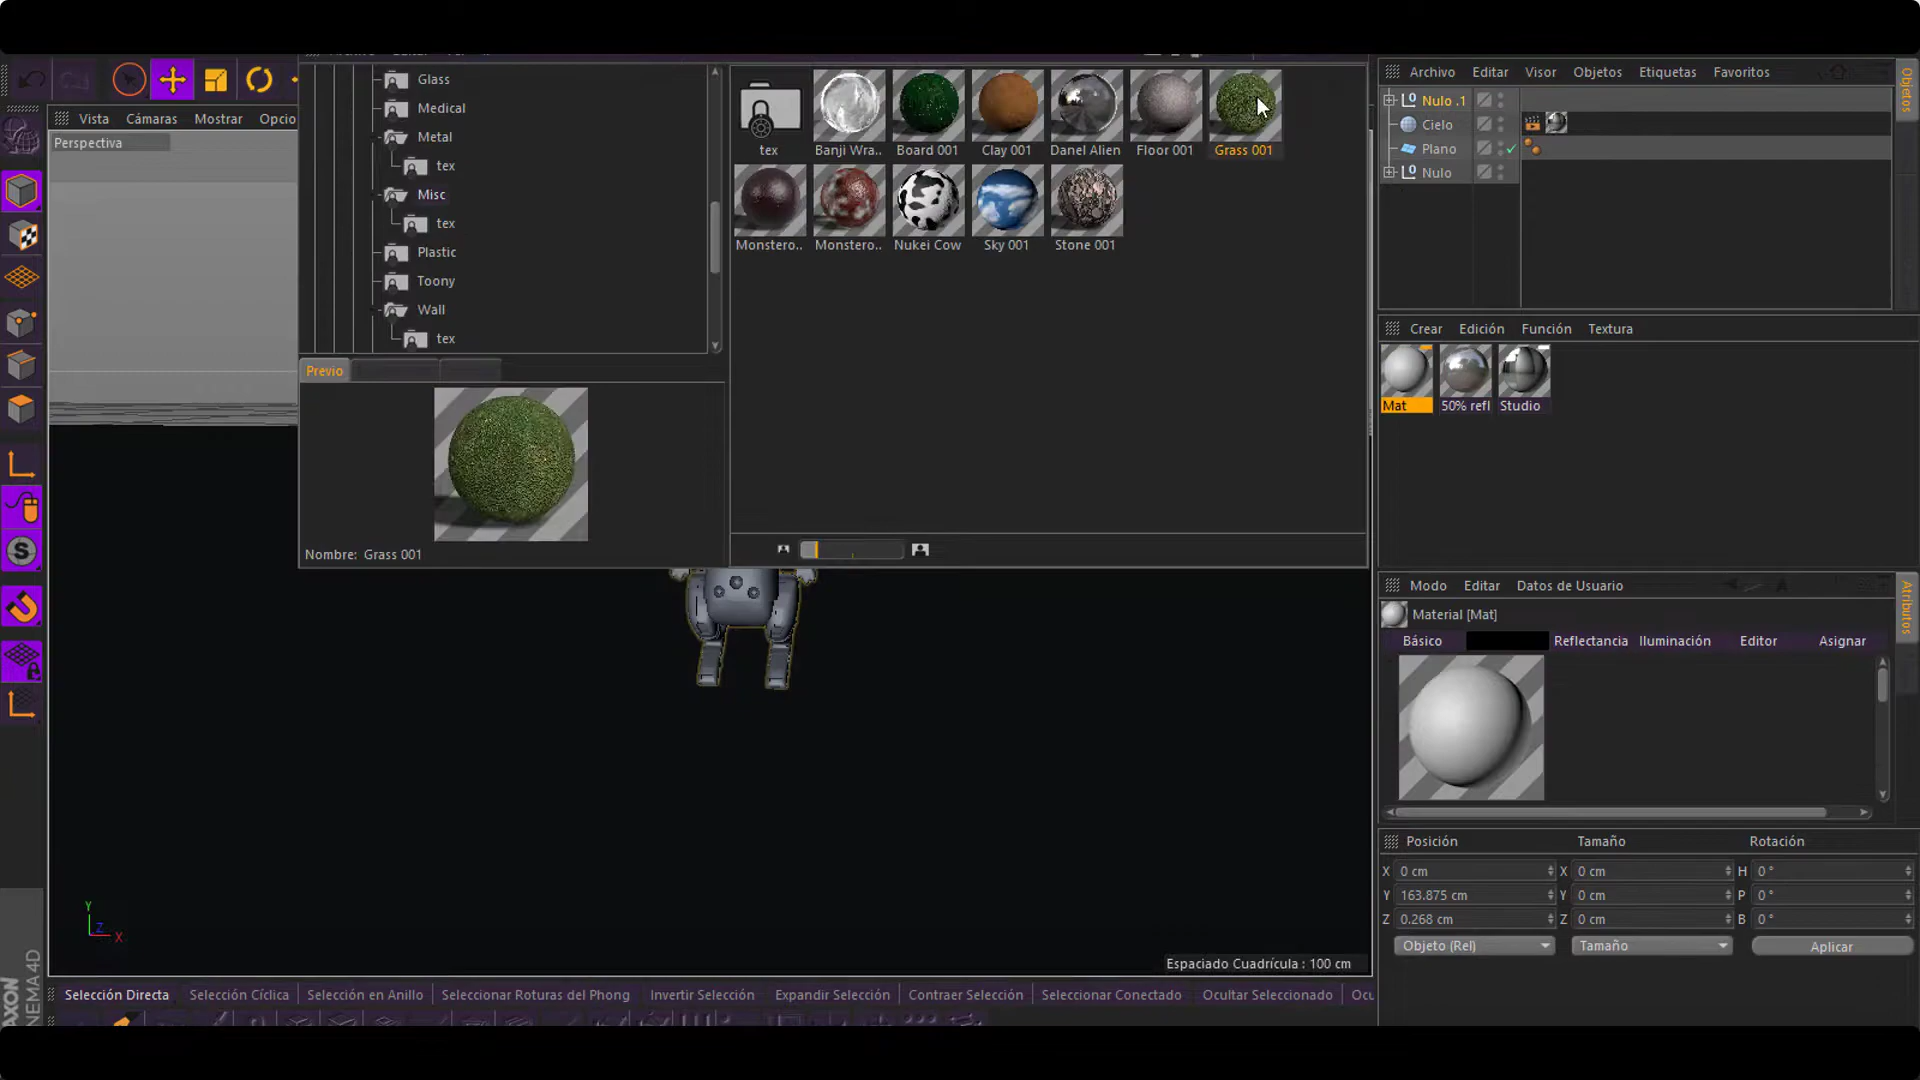 Archivo Editar Visor Objetos Etiquetas Favoritos
Objetos
Nulo .1
Cielo
Plano
Nulo
Vista Cámaras Mostrar Opcio
Perspectiva
Glass
Medical
Metal
tex
Misc
tex
Plastic
Toony
Wall
tex
tex Banji Wra.. Board 001 Clay 001 Danel Alien Floor 001 Grass 001
Monstero.. Monstero.. Nukei Cow Sky 001 Stone 001
Previo
Nombre: Grass 001
Crear Edición Función Textura
Mat 50% refl Studio
Modo Editar Datos de Usuario
Atributos
Material [Mat]
Básico Reflectancia Iluminación Editor Asignar
Posición Tamaño Rotación
X 0 cm X 0 cm H 0 °
Y 163.875 cm Y 0 cm P 0 °
Z 0.268 cm Z 0 cm B 0 °
Objeto (Rel) Tamaño Aplicar
Y
Z
X
Espaciado Cuadrícula : 100 cm
Selección Directa Selección Cíclica Selección en Anillo Seleccionar Roturas del Phong Invertir Selección Expandir Selección Contraer Selección Seleccionar Conectado Ocultar Seleccionado Ocu
AXON
NEMA 4D